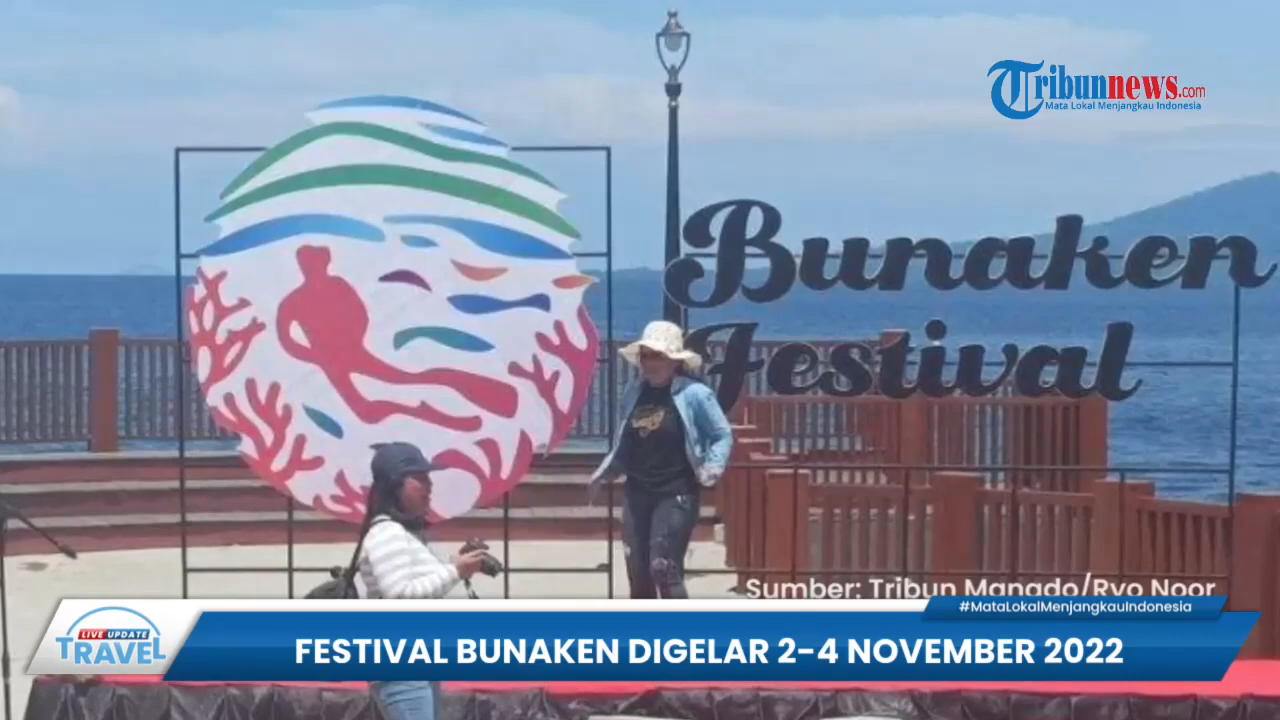 Tribunnews.com
Mata Lokal Menjangkau Indonesia
Bunaken
Festival
Sumber: Tribun Manado/Ryo Noor
#MataLokalMenjangkauIndonesia
LIVE UPDATE
TRAVEL
FESTIVAL BUNAKEN DIGELAR 2-4 NOVEMBER 2022